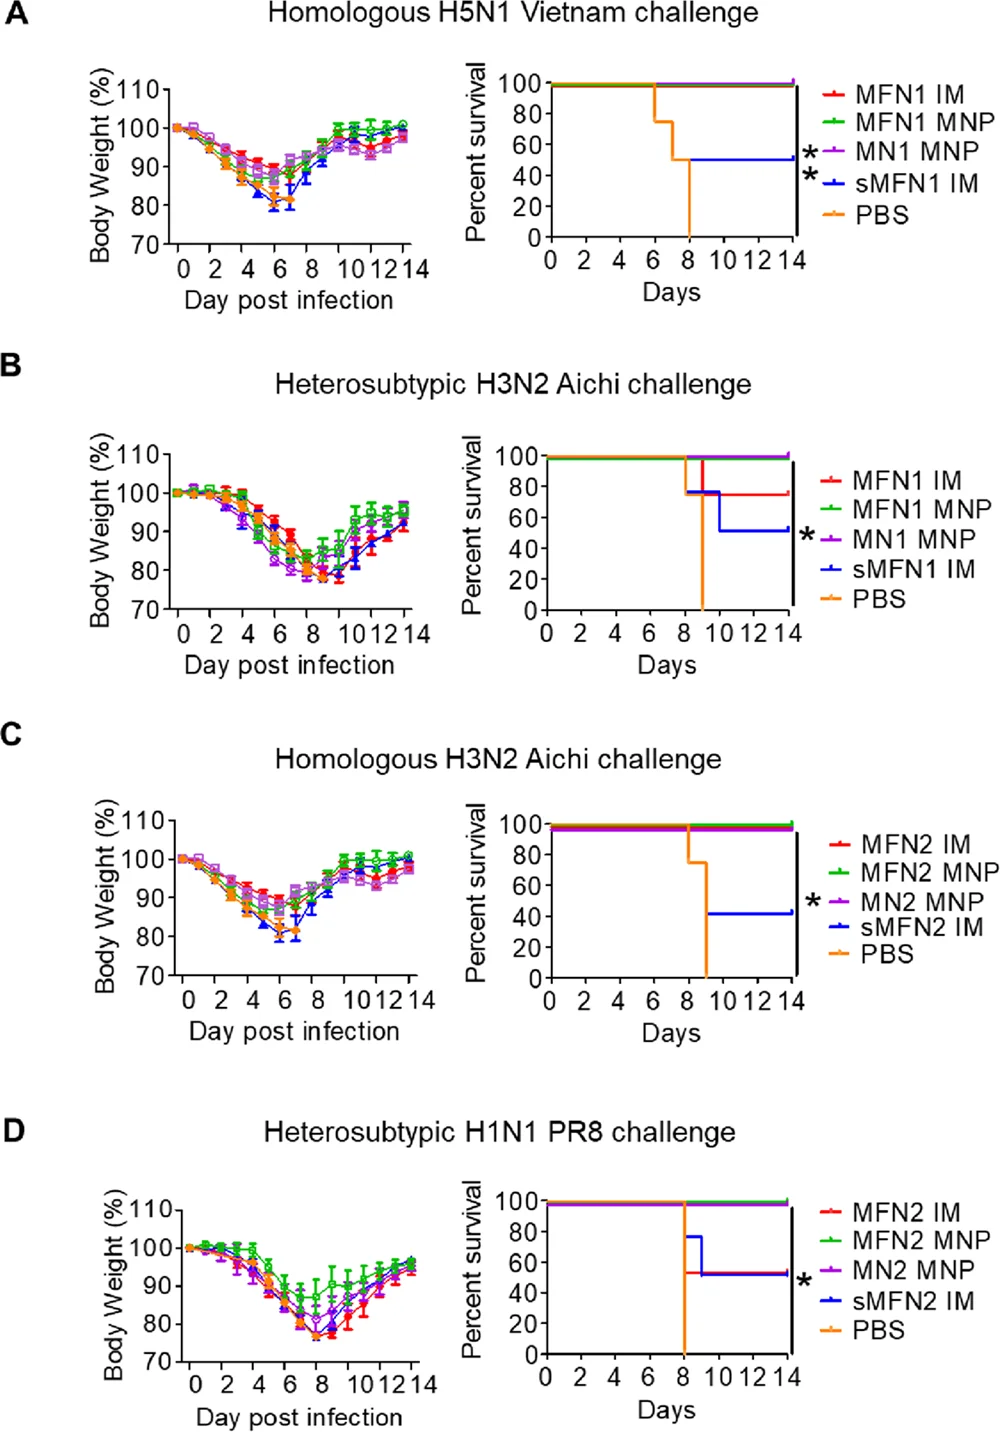 A
Homologous H5N1 Vietnam challenge
Body Weight (%)
110
100
90
80
70
0 2 4 6 8 10 12 14
Day post infection
Percent survival
100
80
60
40
20
0
0 2 4 6 8 10 12 14
Days
MFN1 IM
MFN1 MNP
MN1 MNP
sMFN1 IM
PBS
*
*
B
Heterosubtypic H3N2 Aichi challenge
Body Weight (%)
110
100
90
80
70
0 2 4 6 8 10 12 14
Day post infection
Percent survival
100
80
60
40
20
0
0 2 4 6 8 10 12 14
Days
MFN1 IM
MFN1 MNP
MN1 MNP
sMFN1 IM
PBS
*
C
Homologous H3N2 Aichi challenge
Body Weight (%)
110
100
90
80
70
0 2 4 6 8 10 12 14
Day post infection
Percent survival
100
80
60
40
20
0
0 2 4 6 8 10 12 14
Days
MFN2 IM
MFN2 MNP
MN2 MNP
sMFN2 IM
PBS
*
D
Heterosubtypic H1N1 PR8 challenge
Body Weight (%)
110
100
90
80
70
0 2 4 6 8 10 12 14
Day post infection
Percent survival
100
80
60
40
20
0
0 2 4 6 8 10 12 14
Days
MFN2 IM
MFN2 MNP
MN2 MNP
sMFN2 IM
PBS
*